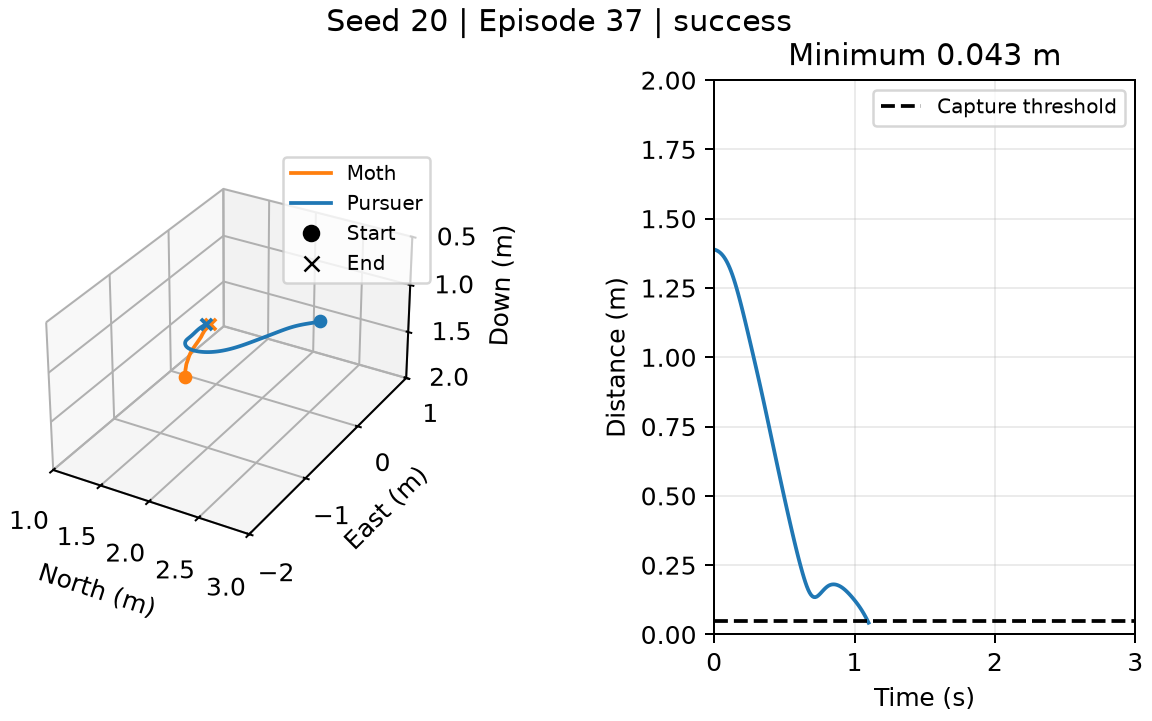 Seed 20 | Episode 37 | success
Moth
Pursuer
Start
End
0.5
1.0
1.5
2.0
Down (m)
1
0
−1
−2
East (m)
1.0
1.5
2.0
2.5
3.0
North (m)
Minimum 0.043 m
Capture threshold
2.00
1.75
1.50
1.25
1.00
0.75
0.50
0.25
0.00
Distance (m)
0
1
2
3
Time (s)